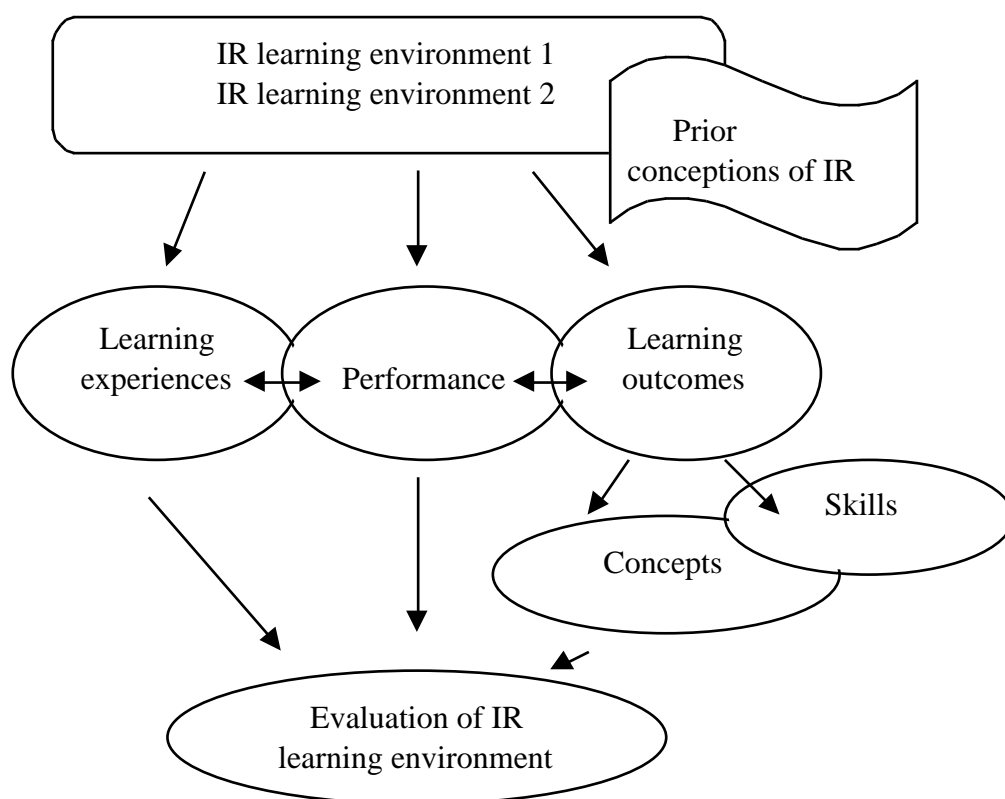 IR learning environment 1
IR learning environment 2
Prior
conceptions of IR
Learning
experiences
Performance
Learning
outcomes
Skills
Concepts
Evaluation of IR
learning environment